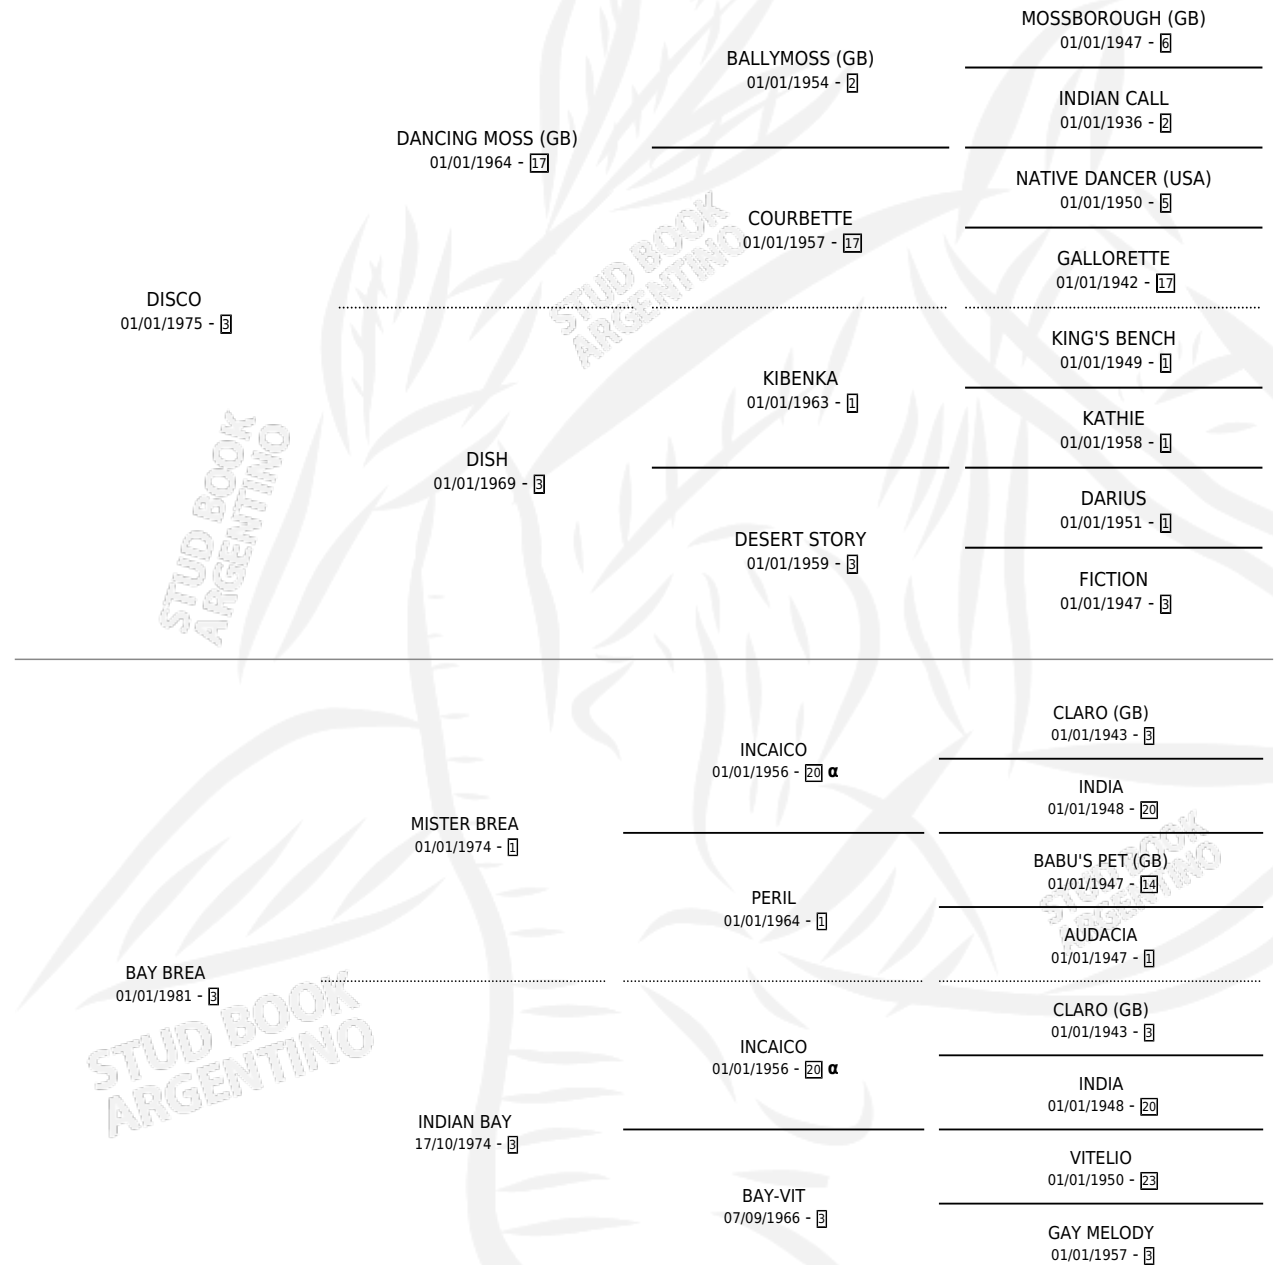 MOSSBOROUGH (GB)
01/01/1947 - 6
BALLYMOSS (GB)
01/01/1954 - 2
INDIAN CALL
01/01/1936 - 2
DANCING MOSS (GB)
01/01/1964 - 17
NATIVE DANCER (USA)
01/01/1950 - 5
COURBETTE
01/01/1957 - 17
GALLORETTE
01/01/1942 - 17
DISCO
01/01/1975 - 3
KING'S BENCH
01/01/1949 - 1
KIBENKA
01/01/1963 - 1
KATHIE
01/01/1958 - 1
DISH
01/01/1969 - 3
DARIUS
01/01/1951 - 1
DESERT STORY
01/01/1959 - 3
FICTION
01/01/1947 - 3
CLARO (GB)
01/01/1943 - 3
INCAICO
01/01/1956 - 20 α
INDIA
01/01/1948 - 20
MISTER BREA
01/01/1974 - 1
BABU'S PET (GB)
01/01/1947 - 14
PERIL
01/01/1964 - 1
AUDACIA
01/01/1947 - 1
BAY BREA
01/01/1981 - 3
CLARO (GB)
01/01/1943 - 3
INCAICO
01/01/1956 - 20 α
INDIA
01/01/1948 - 20
INDIAN BAY
17/10/1974 - 3
VITELIO
01/01/1950 - 23
BAY-VIT
07/09/1966 - 3
GAY MELODY
01/01/1957 - 3
STUD BOOK
ARGENTINO
STUD BOOK
ARGENTINO
STUD BOOK
ARGENTINO
STUD BOOK
ARGENTINO